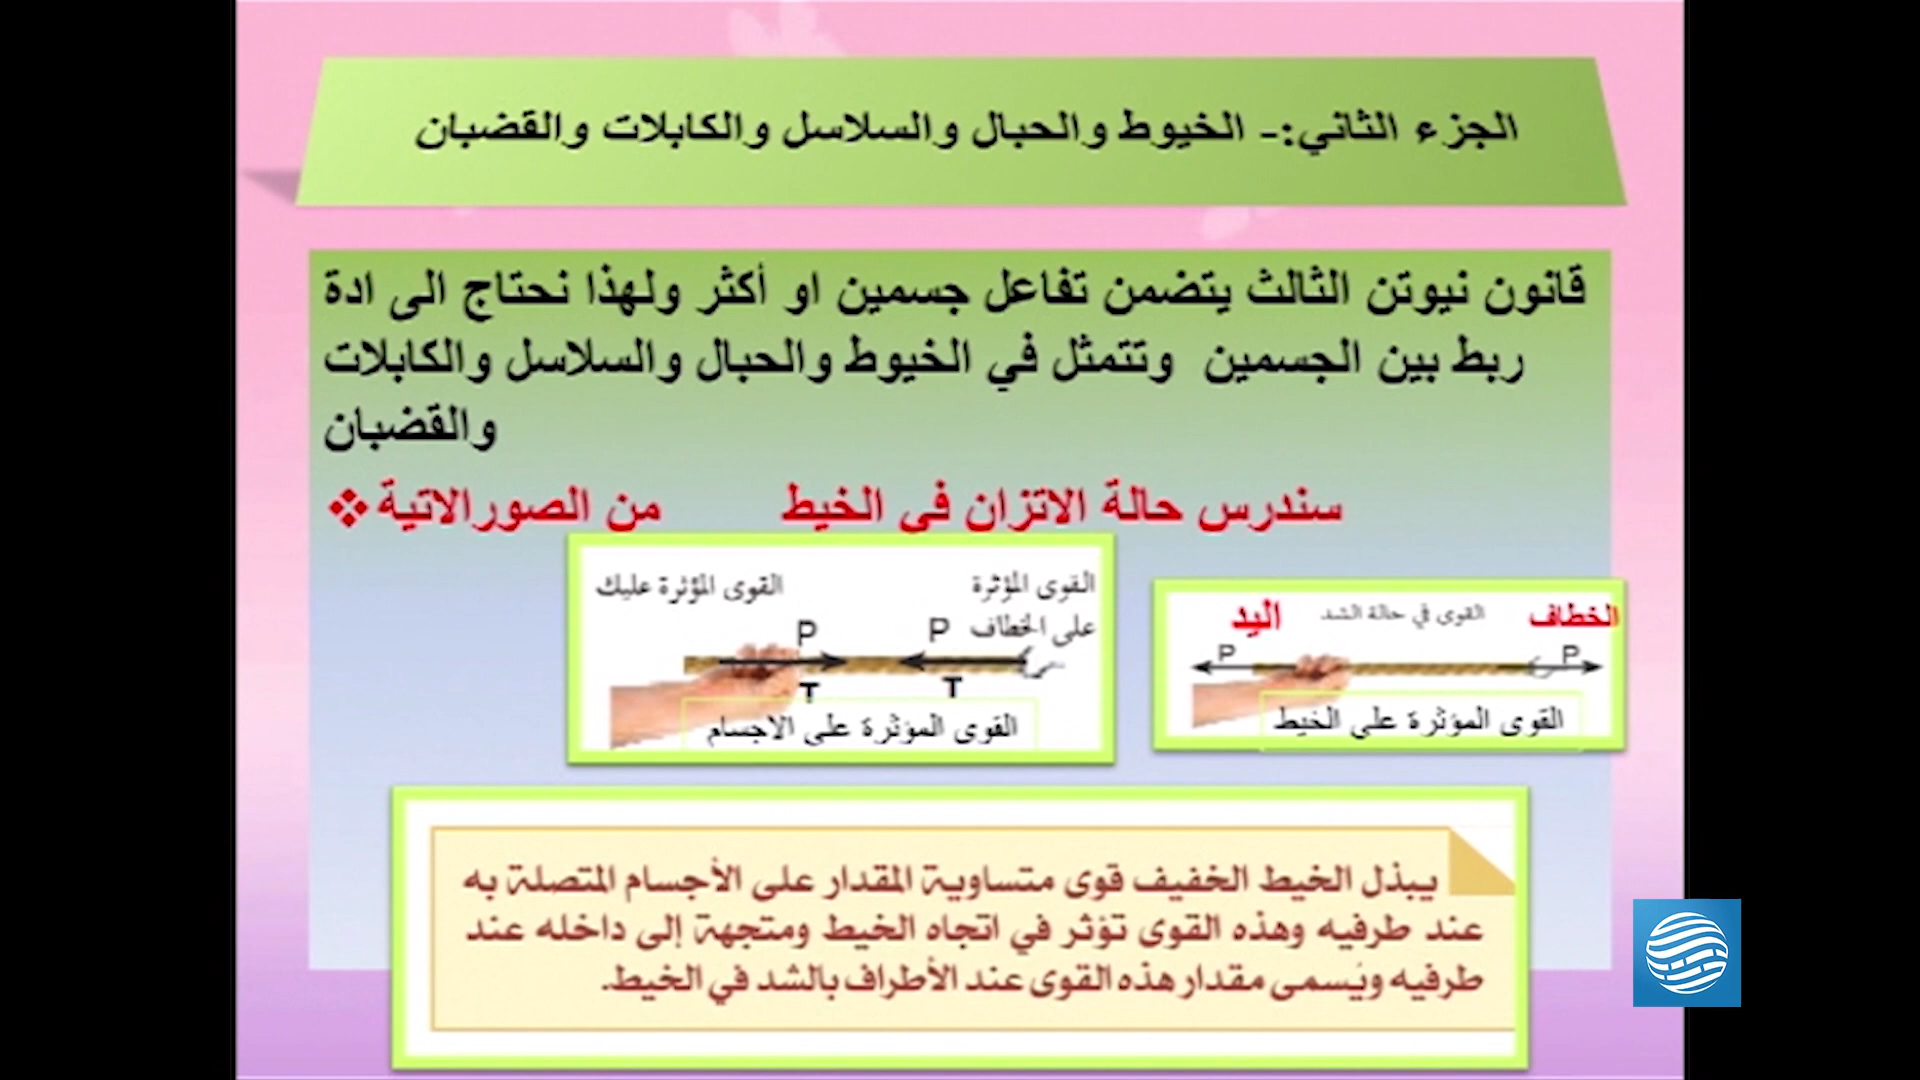 الجزء الثاني:- الخيوط والحبال والسلاسل والكابلات والقضبان
قانون نيوتن الثالث يتضمن تفاعل جسمين او أكثر ولهذا نحتاج الى ادة
ربط بين الجسمين وتتمثل في الخيوط والحبال والسلاسل والكابلات
والقضبان
سندرس حالة الاتزان في الخيط من الصورالاتية
القوى المؤثرة
على الخطاف
القوى المؤثرة عليك
P
P
T
T
القوى المؤثرة على الاجسام
الخطاف
القوى في حالة الشد
اليد
P
P
القوى المؤثرة على الخيط
يبذل الخيط الخفيف قوى متساوية المقدار على الأجسام المتصلة به
عند طرفيه وهذه القوى تؤثر في اتجاه الخيط ومتجهة إلى داخله عند
طرفيه ويُسمى مقدار هذه القوى عند الأطراف بالشد في الخيط.